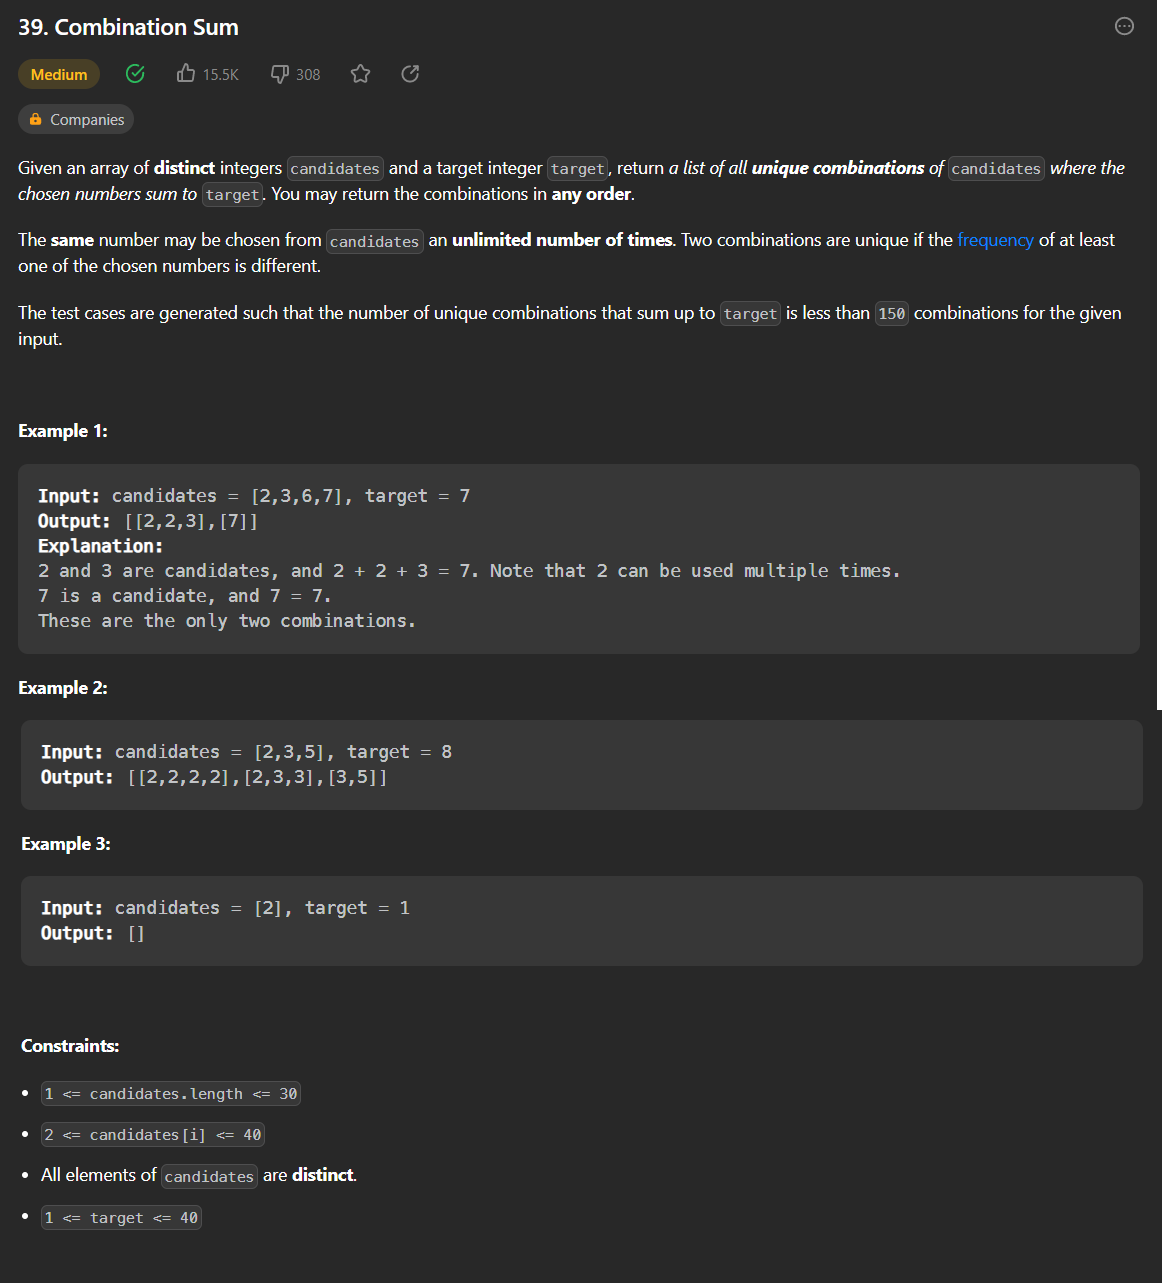 39. Combination Sum
Medium 15.5K 308
Companies
Given an array of distinct integers candidates and a target integer target, return a list of all unique combinations of candidates where the
chosen numbers sum to target. You may return the combinations in any order.
The same number may be chosen from candidates an unlimited number of times. Two combinations are unique if the frequency of at least
one of the chosen numbers is different.
The test cases are generated such that the number of unique combinations that sum up to target is less than 150 combinations for the given
input.
Example 1:
Input: candidates = [2,3,6,7], target = 7
Output: [[2,2,3],[7]]
Explanation:
2 and 3 are candidates, and 2 + 2 + 3 = 7. Note that 2 can be used multiple times.
7 is a candidate, and 7 = 7.
These are the only two combinations.
Example 2:
Input: candidates = [2,3,5], target = 8
Output: [[2,2,2,2],[2,3,3],[3,5]]
Example 3:
Input: candidates = [2], target = 1
Output: []
Constraints:
• 1 <= candidates.length <= 30
• 2 <= candidates[i] <= 40
• All elements of candidates are distinct.
• 1 <= target <= 40